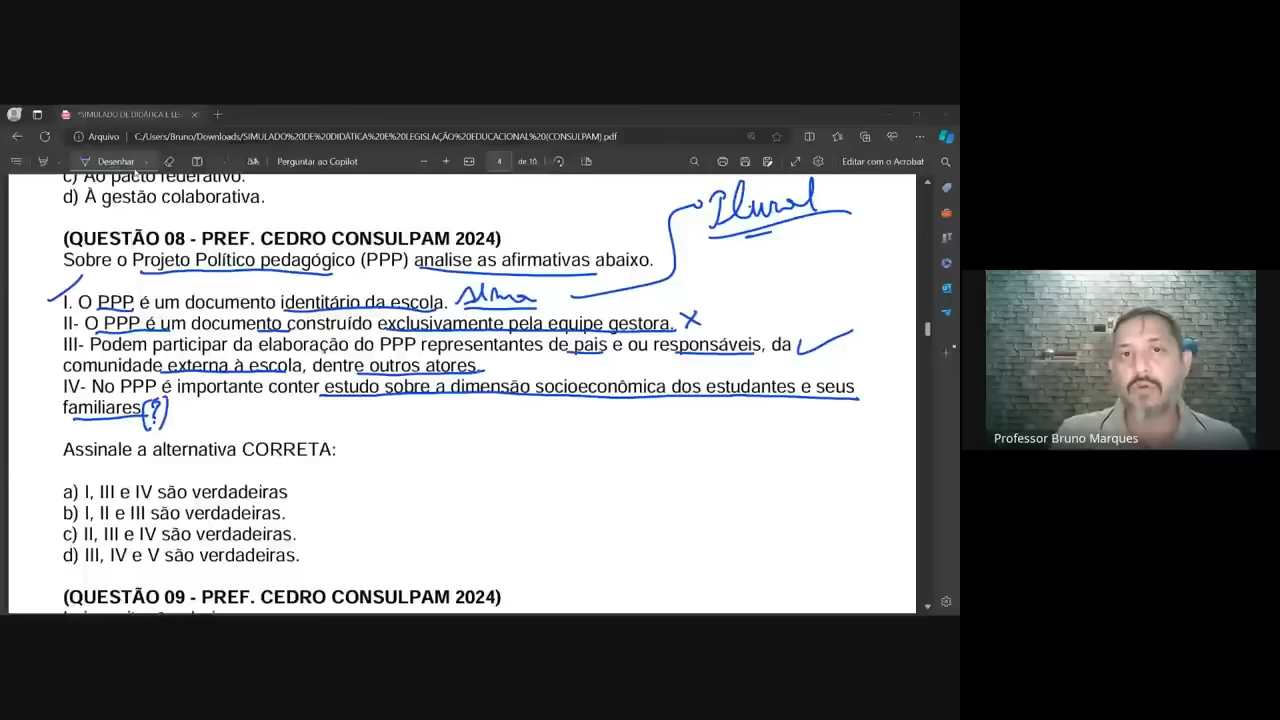 *SIMULADO DE DIDÁTICA E LE
Arquivo C:/Users/Bruno/Downloads/SIMULADO%20DE%20DIDÁTICA%20E%20LEGISLAÇÃO%20EDUCACIONAL%20(CONSULPAM).pdf
Desenhar Perguntar ao Copilot 4 de 10 Editar com o Acrobat
c) Ao pacto federativo.
d) À gestão colaborativa.
Plural
(QUESTÃO 08 - PREF. CEDRO CONSULPAM 2024)
Sobre o Projeto Político pedagógico (PPP) analise as afirmativas abaixo.
I. O PPP é um documento identitário da escola. Alma
II- O PPP é um documento construído exclusivamente pela equipe gestora. X
III- Podem participar da elaboração do PPP representantes de pais e ou responsáveis, da
comunidade externa à escola, dentre outros atores.
IV- No PPP é importante conter estudo sobre a dimensão socioeconômica dos estudantes e seus
familiares (?)
Assinale a alternativa CORRETA:
a) I, III e IV são verdadeiras
b) I, II e III são verdadeiras.
c) II, III e IV são verdadeiras.
d) III, IV e V são verdadeiras.
(QUESTÃO 09 - PREF. CEDRO CONSULPAM 2024)
Professor Bruno Marques